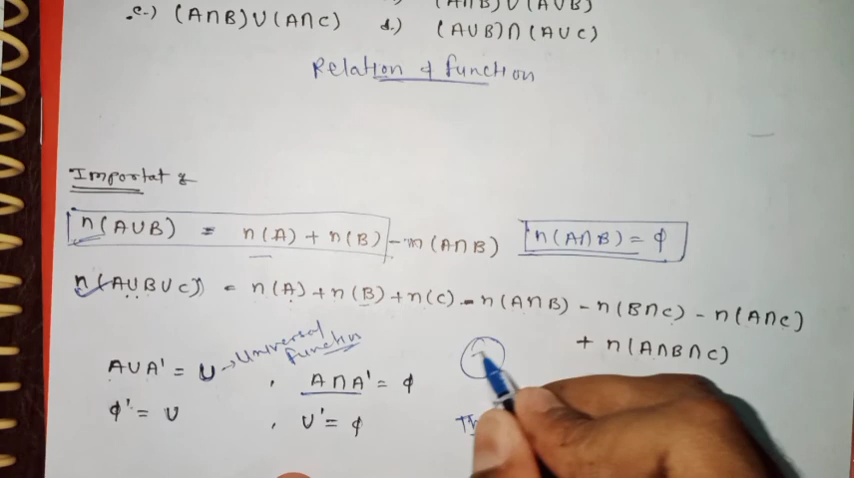 (A∩B)∪(A∪B)
.c.) (A∩B)∪(A∩C) d.) (A∪B)∩(A∪C)
Relation & function
Importat
n(A∪B) = n(A) + n(B) - n(A∩B) n(A∩B) = ϕ
n(A∪B∪C) = n(A) + n(B) + n(C) - n(A∩B) - n(B∩C) - n(A∩C)
+ n(A∩B∩C)
A∪A' = U → Universal Function , A∩A' = ϕ
ϕ' = U , U' = ϕ